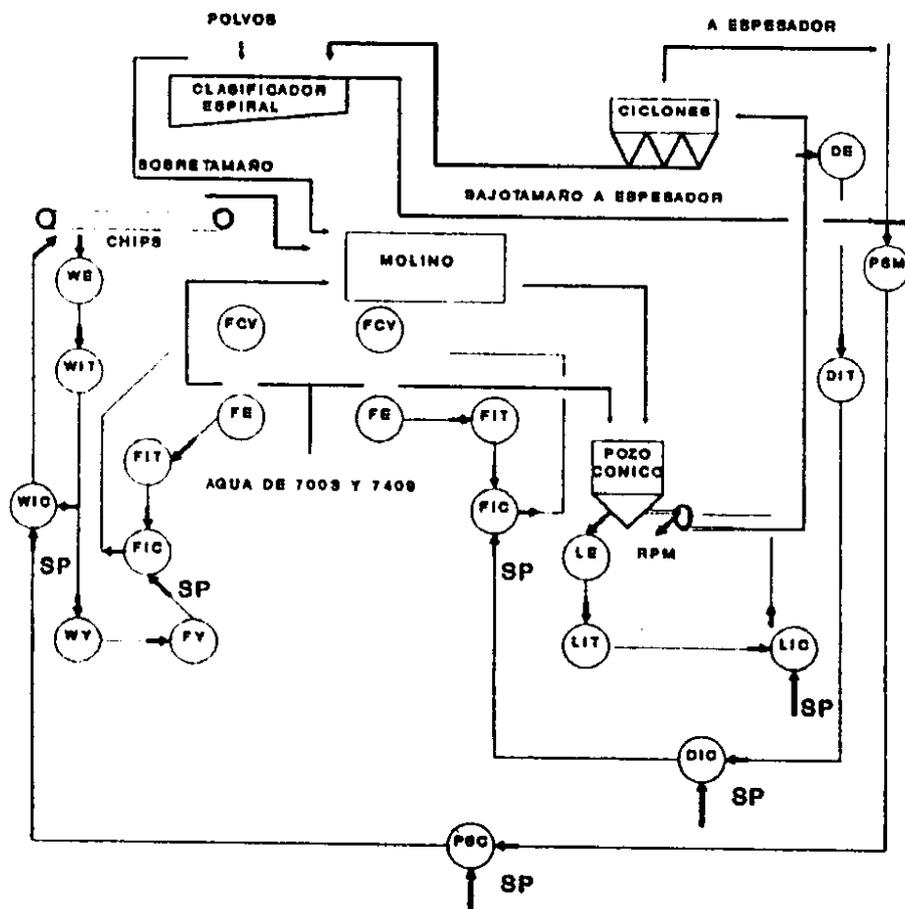 POLVOS
A ESPESADOR
CLASIFICADOR
ESPIRAL
CICLONES
DE
SOBRETAMAÑO
BAJOTAMAÑO A ESPESADOR
CHIPS
MOLINO
PSM
WE
FCV
FCV
WIT
DIT
FE
FE
FIT
FIT
POZO
CONICO
AGUA DE 7003 Y 7409
WIC
FIC
FIC
RPM
LE
SP
SP
SP
WY
FY
LIT
LIC
SP
DIC
SP
PSC
SP